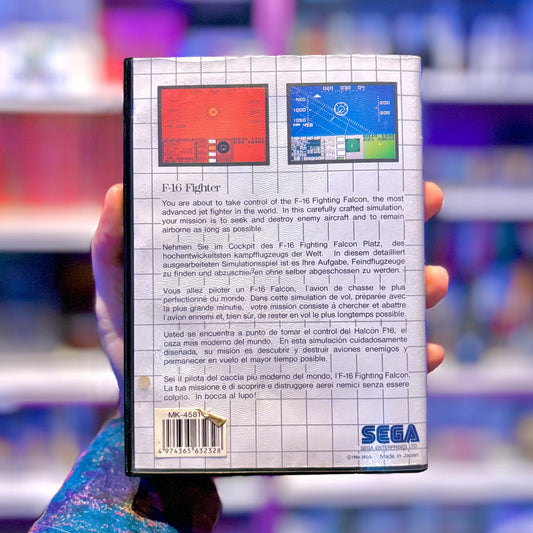 020 030 04
F-16 Fighter
You are about to take control of the F-16 Fighting Falcon, the
most advanced jet fighter in the world. In this carefully crafted simulation,
your mission is to seek and destroy enemy aircraft and to remain
airborne as long as possible.
Nehmen Sie im Cockpit des F-16 Fighting Falcon Platz, des
hochentwickeltsten kampfflugzeugs der Welt. In diesem detailliert
ausgearbeiteten Simulationsspiel ist es Ihre Aufgabe, Feindflugzeuge
zu finden und abzuschie en ohne selber abgeschossen zu werden.
Vous allez piloter un F-16 Falcon, l'avion de chasse le plus
perfectionné du monde. Dans cette simulation de vol, préparée avec
la plus grande minutie, votre mission consiste à chercher et abattre
l'avion ennemi et, bien sûr, de rester en vol le plus longtemps possible.
Usted se encuentra a punto de tomar el control del Halcón F16, el
caza más moderno del mundo. En esta simulación cuidadosamente
diseñada, su misión es descubrir y destruir aviones enemigos y
permanecer en vuelo el mayor tiempo posible.
Sei il pilota del caccia più moderno del mondo, l'F-16 Fighting Falcon.
La tua missione é di scoprire e distruggere aerei nemici senza essere
colpito. In bocca al lupo!
MK-4581
4 974365 632328
SEGA
SEGA ENTERPRISES LTD.
©1986 SEGA Made in Japan